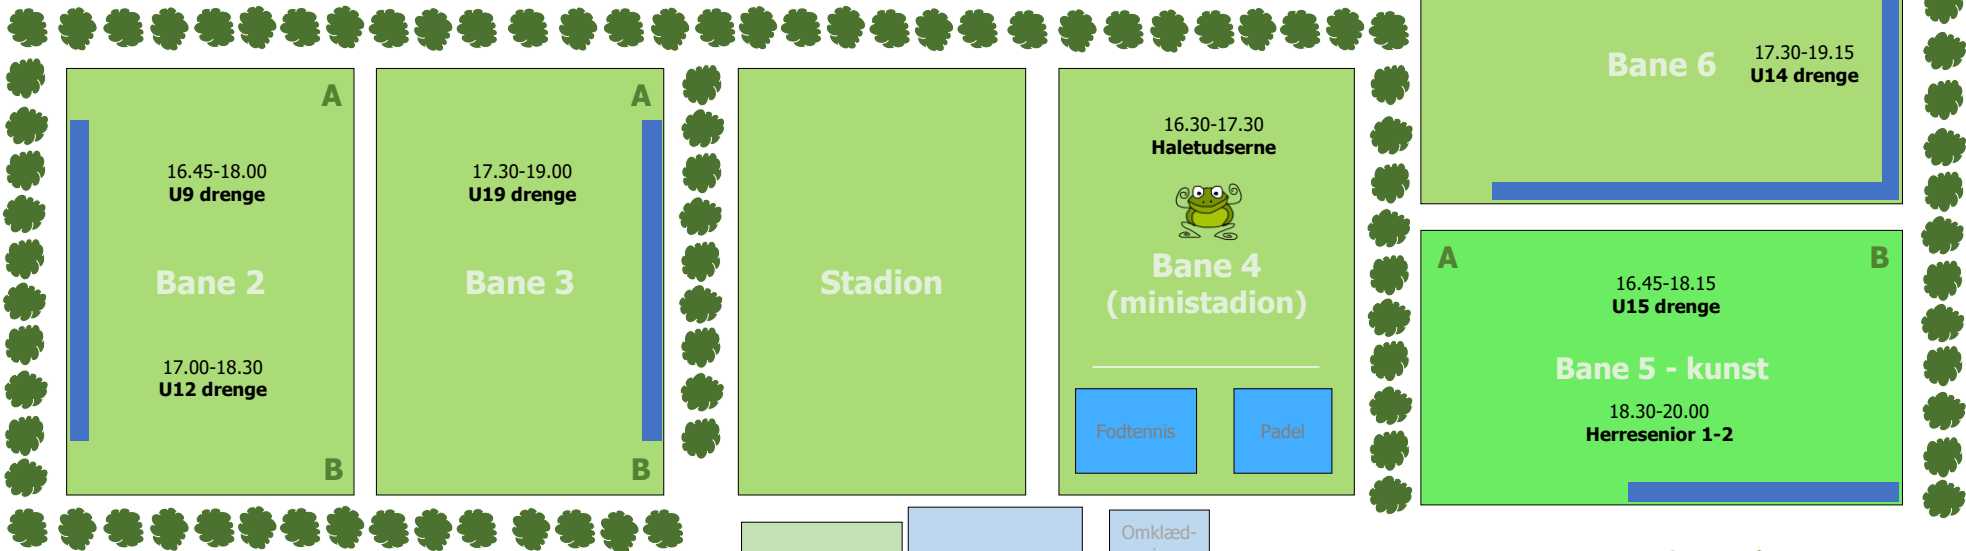 A
16.45-18.00
U9 drenge
Bane 2
17.00-18.30
U12 drenge
B
A
17.30-19.00
U19 drenge
Bane 3
B
Stadion
16.30-17.30
Haletudserne
Bane 4
(ministadion)
Fodtennis
Padel
Omklæd-
Bane 6
17.30-19.15
U14 drenge
A
B
16.45-18.15
U15 drenge
Bane 5 - kunst
18.30-20.00
Herresenior 1-2